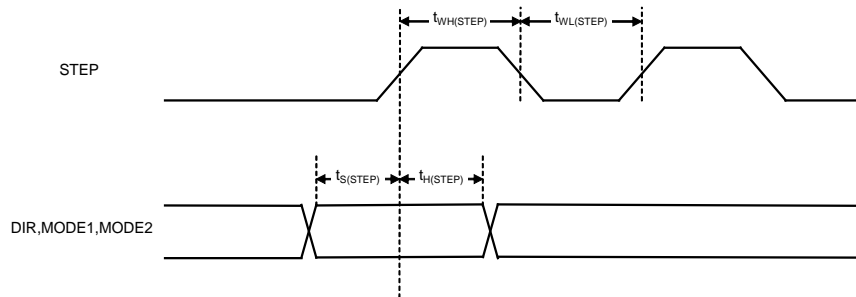 tWH(STEP) tWL(STEP)
STEP
tS(STEP) tH(STEP)
DIR,MODE1,MODE2